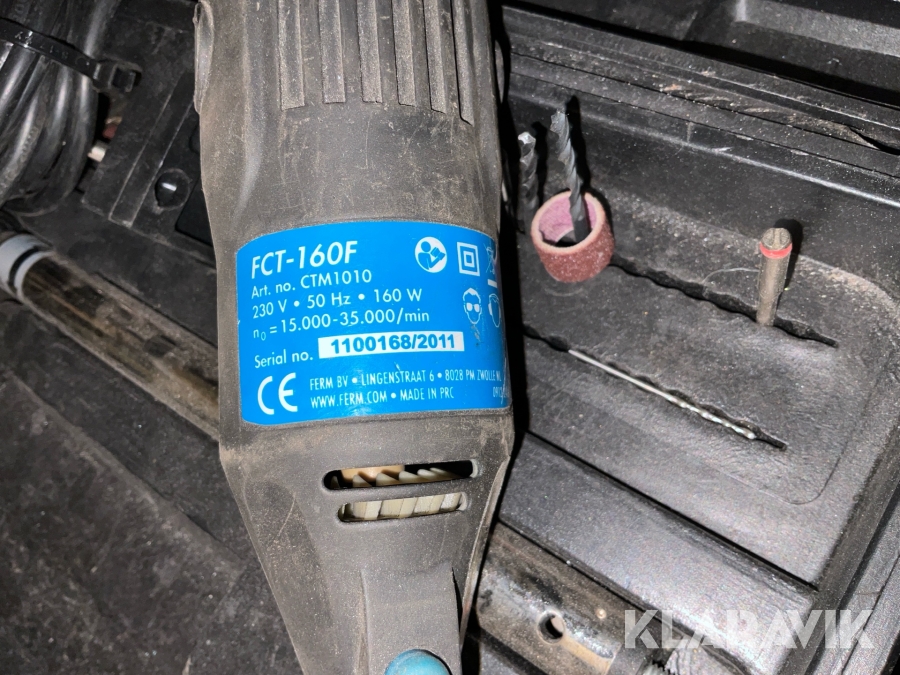 FCT-160F
Art. no. CTM1010
230 V • 50 Hz • 160 W
n0 = 15.000-35.000/min
Serial no. 1100168/2011
CE FERM BV • LINGENSTRAAT 6 • 8028 PM ZWOLLE NL
WWW.FERM.COM • MADE IN PRC
KLARAVIK